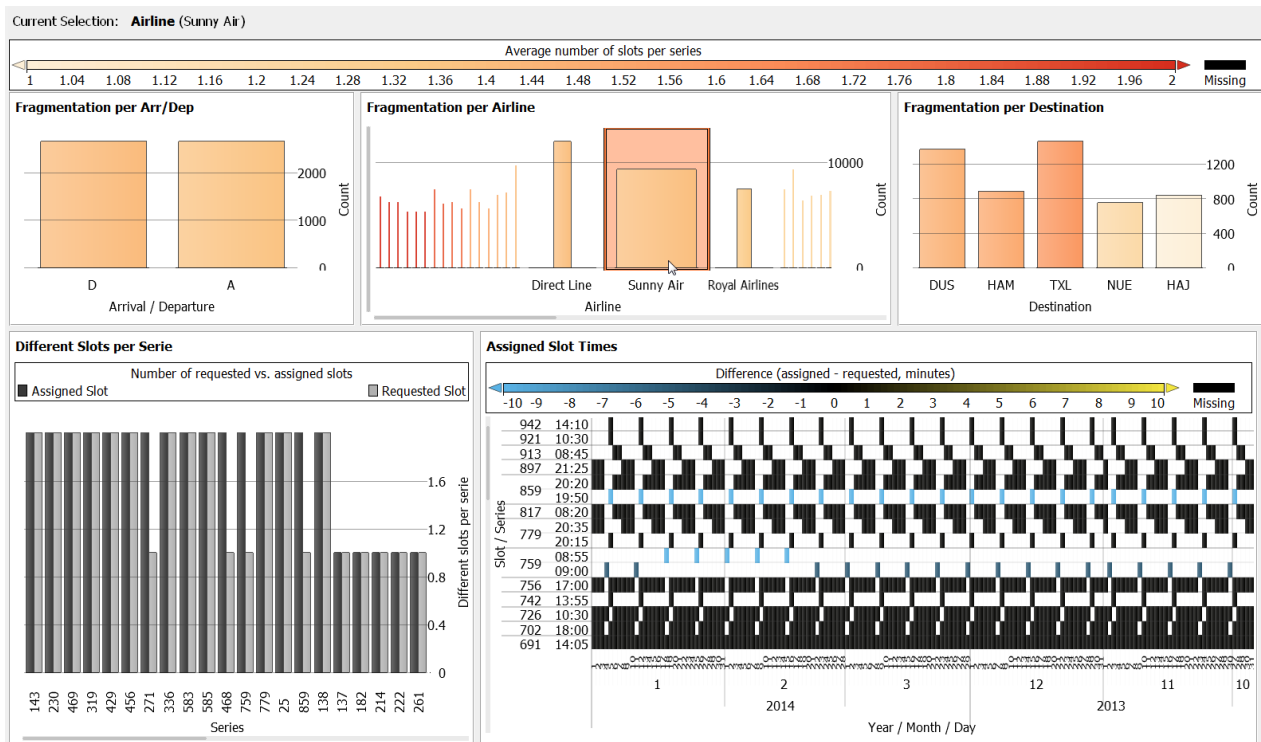 Current Selection: Airline (Sunny Air)
Average number of slots per series
1 1.04 1.08 1.12 1.16 1.2 1.24 1.28 1.32 1.36 1.4 1.44 1.48 1.52 1.56 1.6 1.64 1.68 1.72 1.76 1.8 1.84 1.88 1.92 1.96 2 Missing
Fragmentation per Arr/Dep
2000
1000
0
Count
D A
Arrival / Departure
Fragmentation per Airline
10000
0
Count
Direct Line Sunny Air Royal Airlines
Airline
Fragmentation per Destination
1200
800
400
0
Count
DUS HAM TXL NUE HAJ
Destination
Different Slots per Serie
Number of requested vs. assigned slots
Assigned Slot Requested Slot
1.6
1.2
0.8
0.4
0
Different slots per serie
143 230 469 319 429 456 271 336 583 585 468 759 779 25 859 138 137 182 214 222 261
Series
Assigned Slot Times
Difference (assigned - requested, minutes)
-10 -9 -8 -7 -6 -5 -4 -3 -2 -1 0 1 2 3 4 5 6 7 8 9 10 Missing
Slot / Series
942 14:10
921 10:30
913 08:45
897 21:25
859 20:20
19:50
817 08:20
779 20:35
20:15
759 08:55
09:00
756 17:00
742 13:55
726 10:30
702 18:00
691 14:05
1 2 3 12 11 10
2014 2013
Year / Month / Day